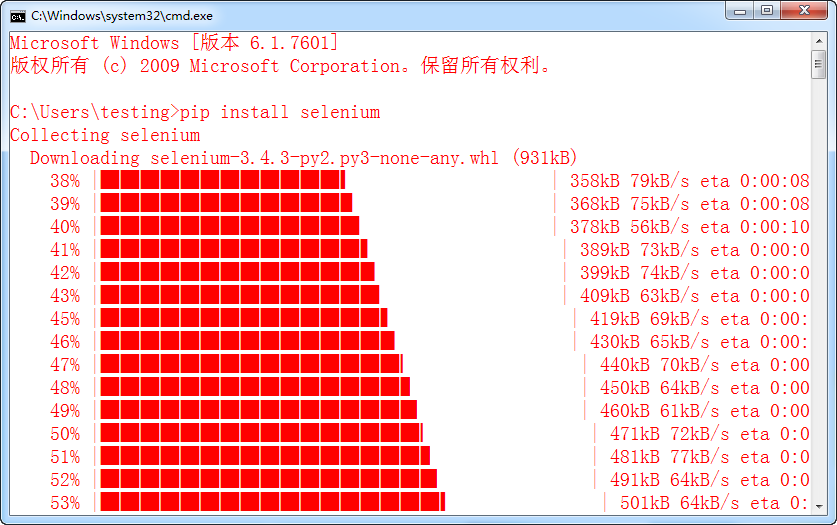 C:\Windows\system32\cmd.exe
Microsoft Windows [版本 6.1.7601]
版权所有 (c) 2009 Microsoft Corporation。保留所有权利。
C:\Users\testing>pip install selenium
Collecting selenium
Downloading selenium-3.4.3-py2.py3-none-any.whl (931kB)
38% | | 358kB 79kB/s eta 0:00:08
39% | | 368kB 75kB/s eta 0:00:08
40% | | 378kB 56kB/s eta 0:00:10
41% | | 389kB 73kB/s eta 0:00:0
42% | | 399kB 74kB/s eta 0:00:0
43% | | 409kB 63kB/s eta 0:00:0
45% | | 419kB 69kB/s eta 0:00:
46% | | 430kB 65kB/s eta 0:00:
47% | | 440kB 70kB/s eta 0:00
48% | | 450kB 64kB/s eta 0:00
49% | | 460kB 61kB/s eta 0:00
50% | | 471kB 72kB/s eta 0:0
51% | | 481kB 77kB/s eta 0:0
52% | | 491kB 64kB/s eta 0:0
53% | | 501kB 64kB/s eta 0: